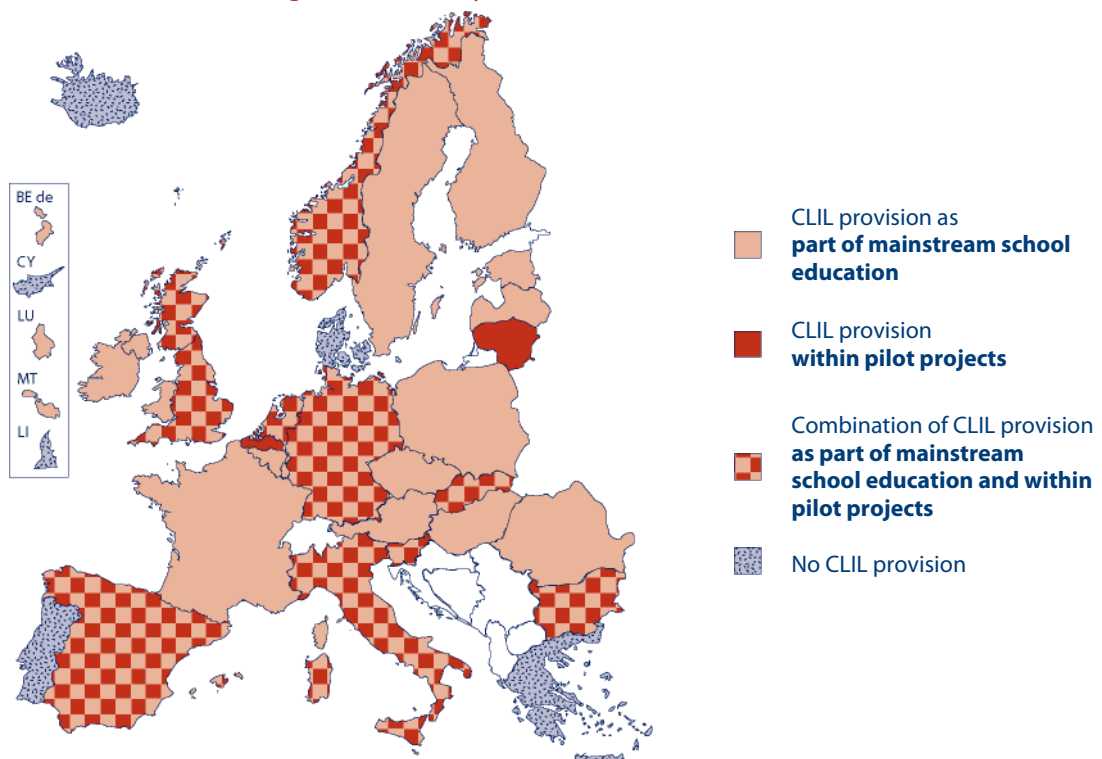 BE de
CY
LU
MT
LI
CLIL provision as
part of mainstream school
education
CLIL provision
within pilot projects
Combination of CLIL provision
as part of mainstream
school education and within
pilot projects
No CLIL provision